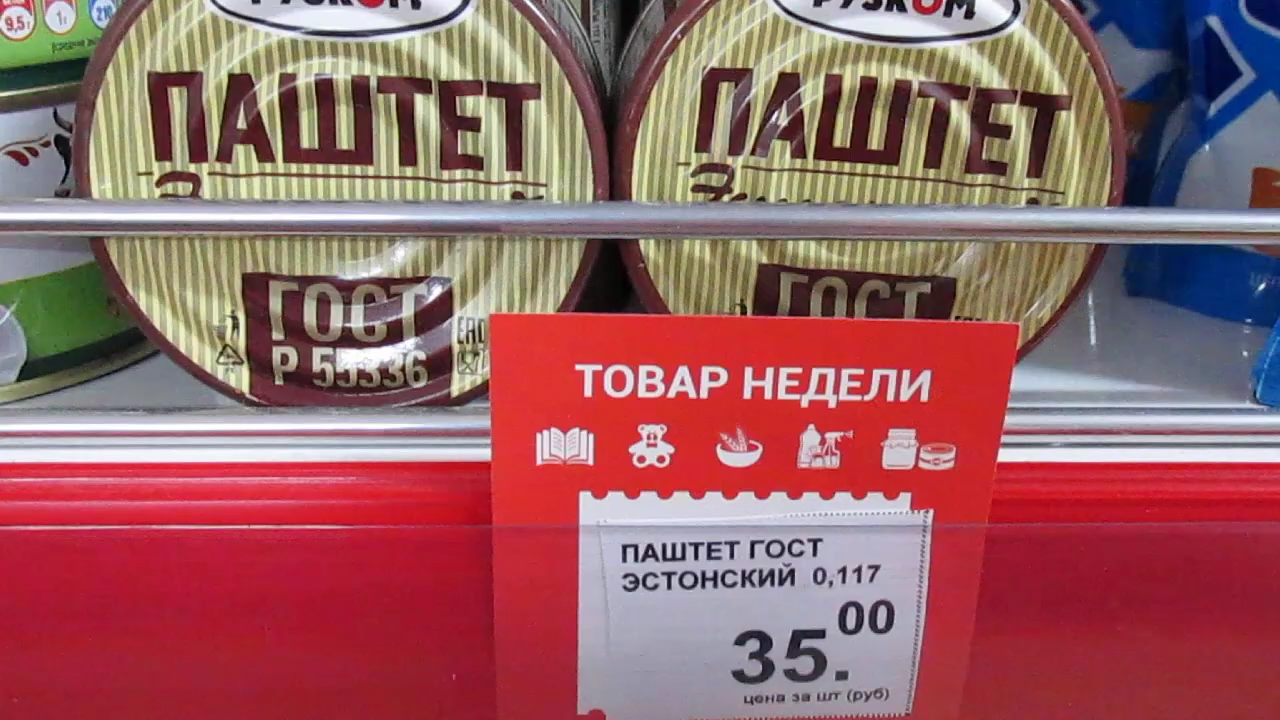 РУЗКОМ
РУЗКОМ
ПАШТЕТ
ПАШТЕТ
ГОСТ
Р 55336
ГОСТ
ТОВАР НЕДЕЛИ
ПАШТЕТ ГОСТ
ЭСТОНСКИЙ 0,117
35.00
цена за шт (руб)